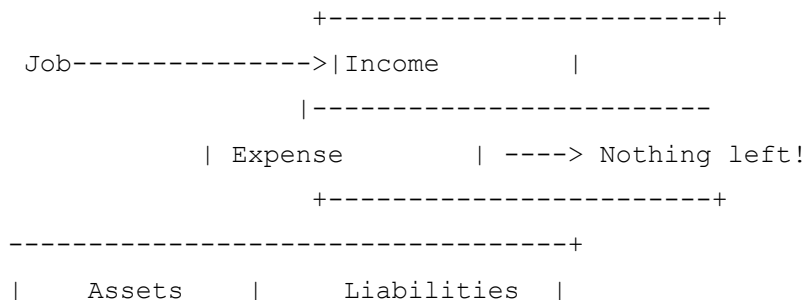 +------------------------+
Job--------------->|Income |
|------------------------
| Expense | ----> Nothing left!
+------------------------+
-----------------------------------+
| Assets | Liabilities |